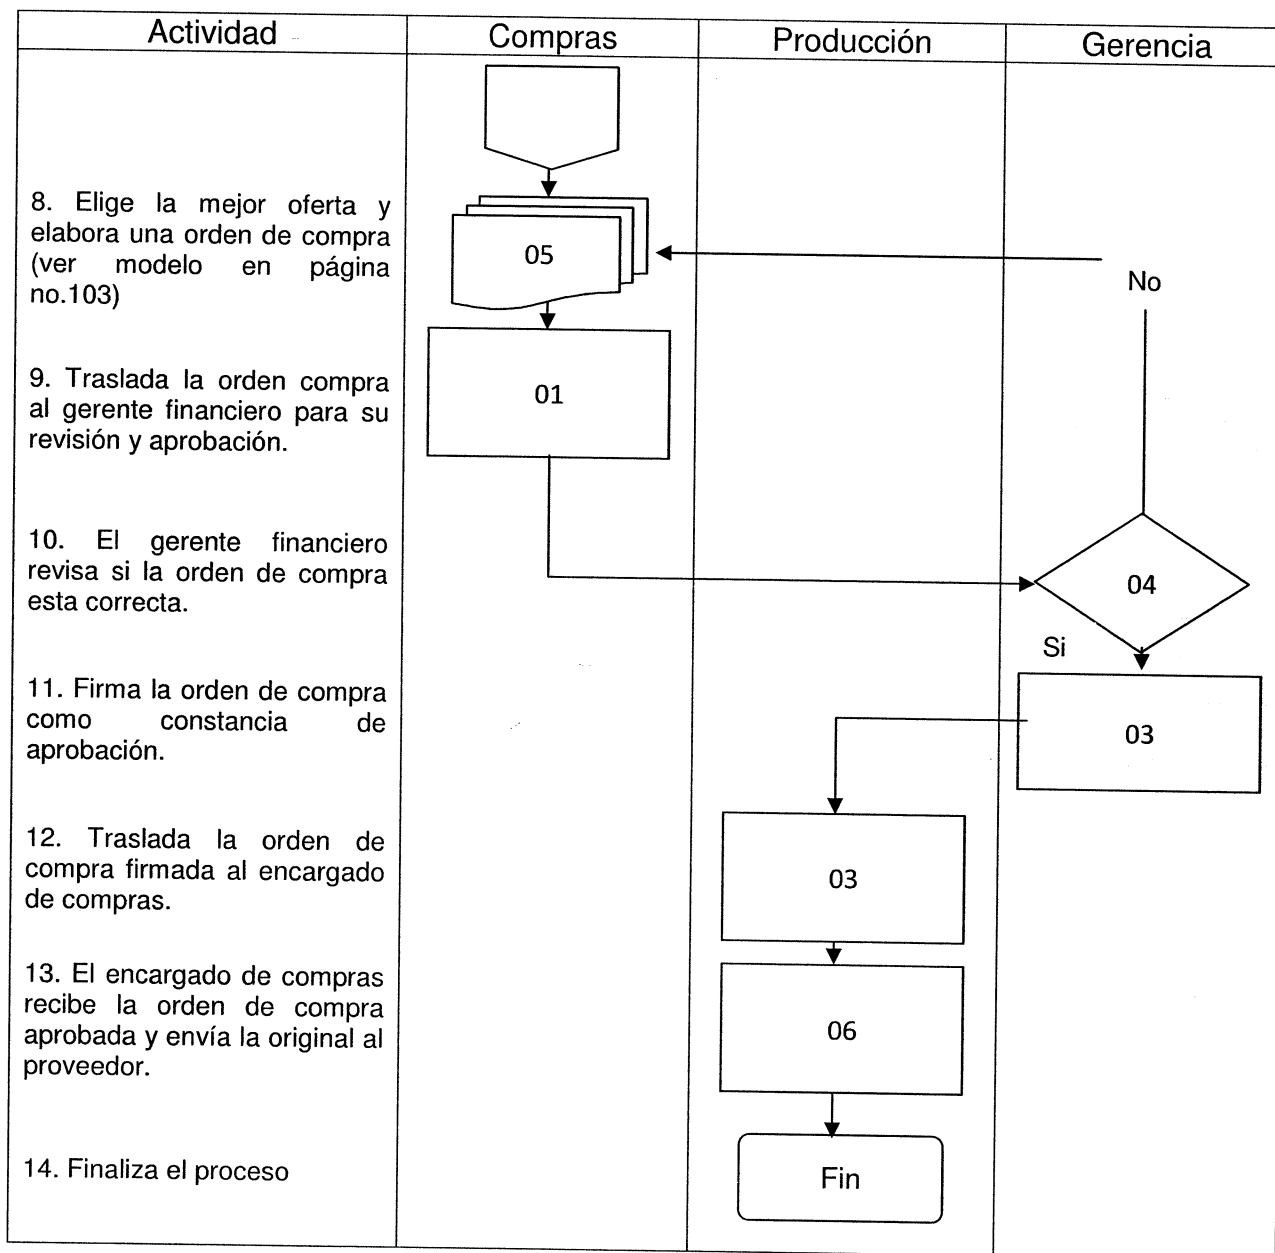 Actividad
Compras
Producción
Gerencia
8. Elige la mejor oferta y
elabora una orden de compra
(ver modelo en página
no.103)
05
No
9. Traslada la orden compra
al gerente financiero para su
revisión y aprobación.
01
10. El gerente financiero
revisa si la orden de compra
esta correcta.
04
Si
11. Firma la orden de compra
como constancia de
aprobación.
03
12. Traslada la orden de
compra firmada al encargado
de compras.
03
13. El encargado de compras
recibe la orden de compra
aprobada y envía la original al
proveedor.
06
14. Finaliza el proceso
Fin